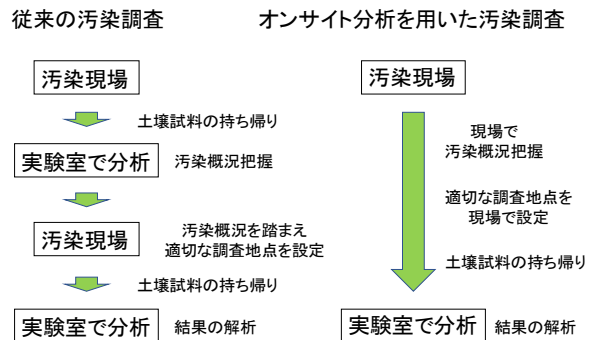 従来の汚染調査
汚染現場
土壌試料の持ち帰り
実験室で分析
汚染概況把握
汚染現場
汚染概況を踏まえ
適切な調査地点を設定
土壌試料の持ち帰り
実験室で分析
結果の解析
オンサイト分析を用いた汚染調査
汚染現場
現場で
汚染概況把握
適切な調査地点を
現場で設定
土壌試料の持ち帰り
実験室で分析
結果の解析